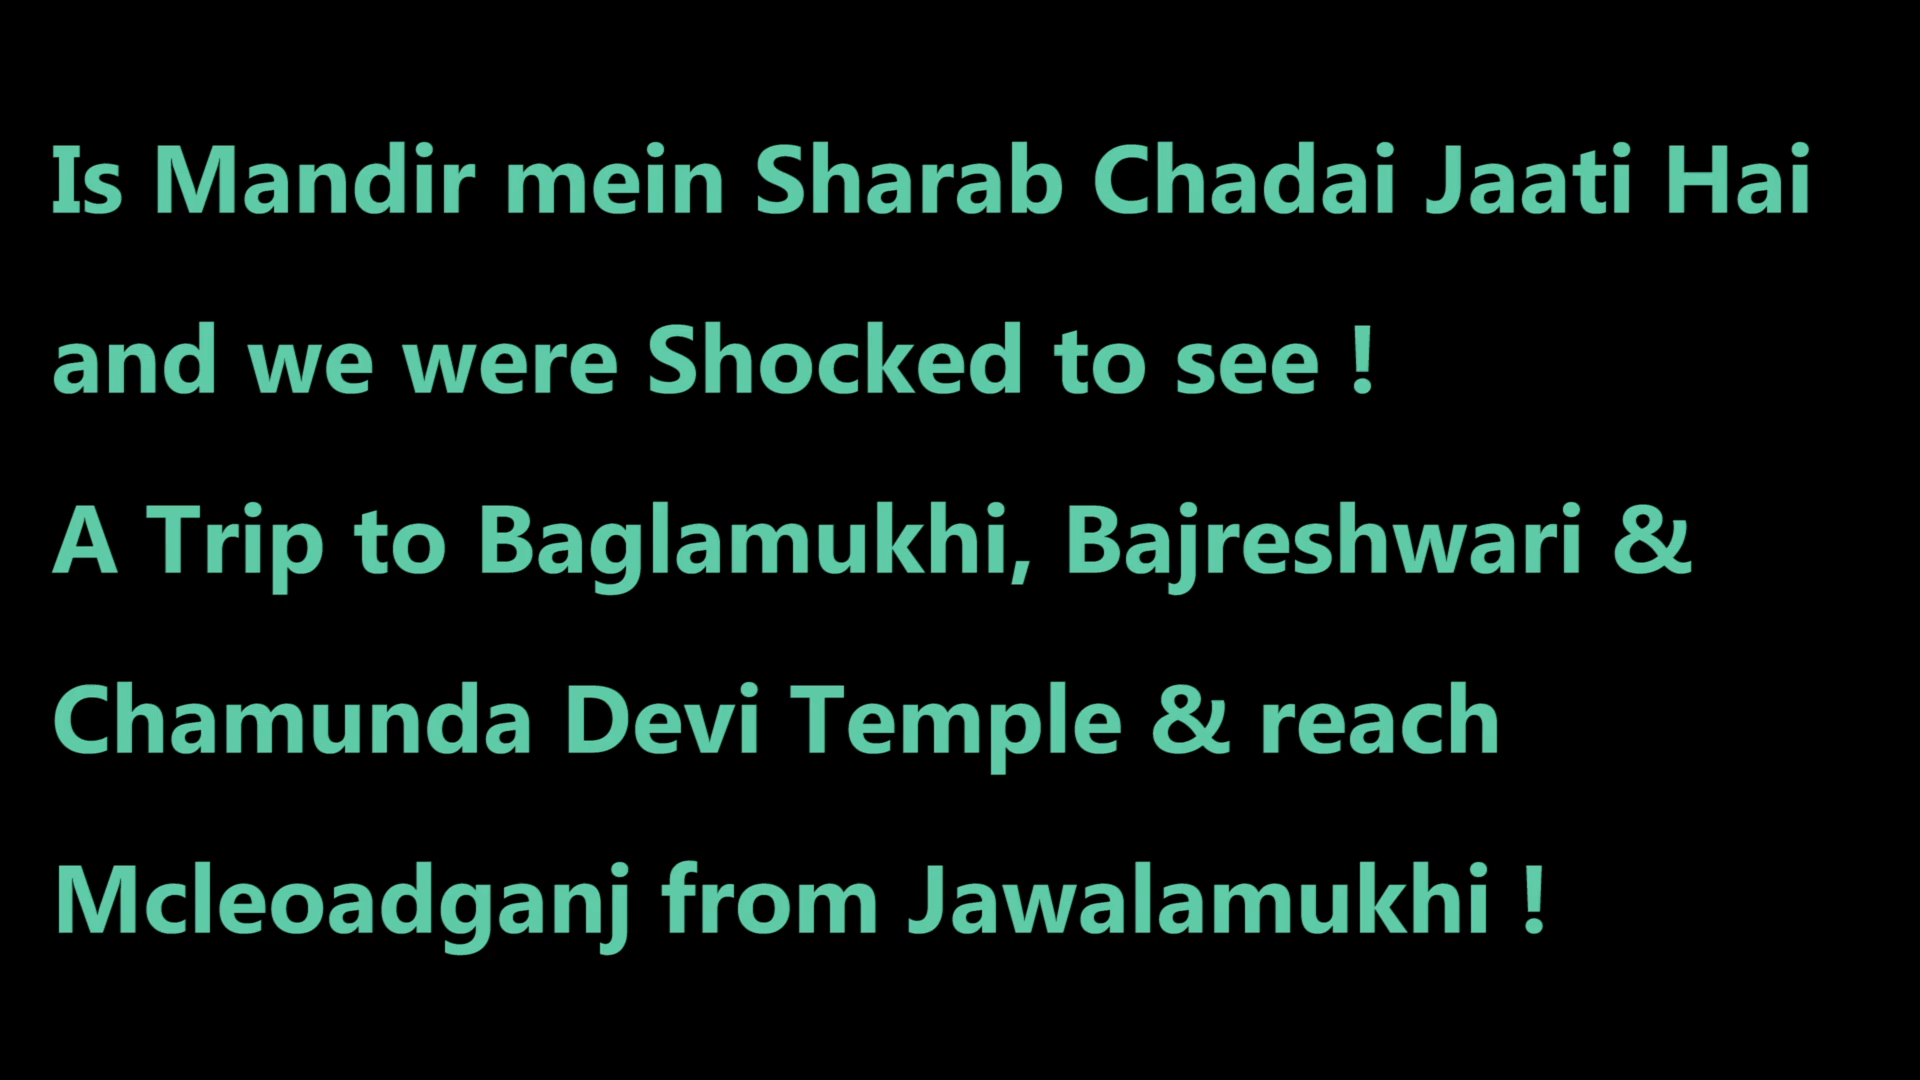 Is Mandir mein Sharab Chadai Jaati Hai
and we were Shocked to see !
A Trip to Baglamukhi, Bajreshwari &
Chamunda Devi Temple & reach
Mcleoadganj from Jawalamukhi !